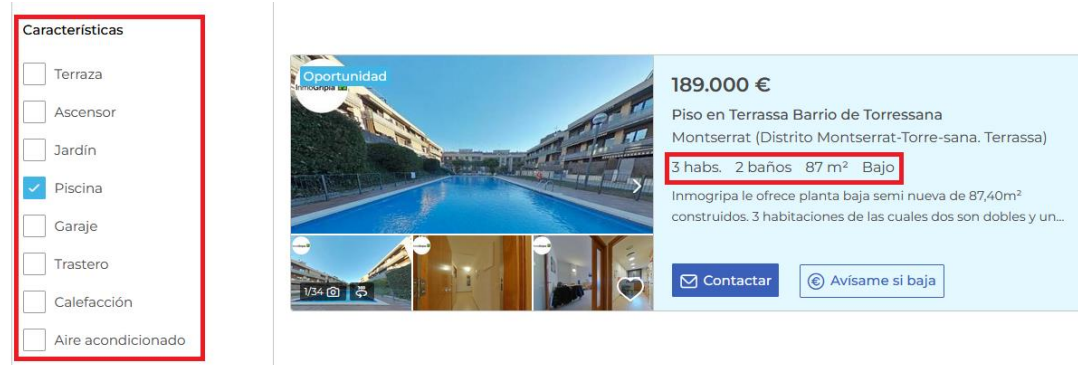 Características
Terraza
Ascensor
Jardín
Piscina
Garaje
Trastero
Calefacción
Aire acondicionado
Oportunidad
InmoGripia
1/34
189.000 €
Piso en Terrassa Barrio de Torressana
Montserrat (Distrito Montserrat-Torre-sana. Terrassa)
3 habs. 2 baños 87 m² Bajo
Inmogripa le ofrece planta baja semi nueva de 87,40m²
construidos. 3 habitaciones de las cuales dos son dobles y un...
Contactar
Avísame si baja